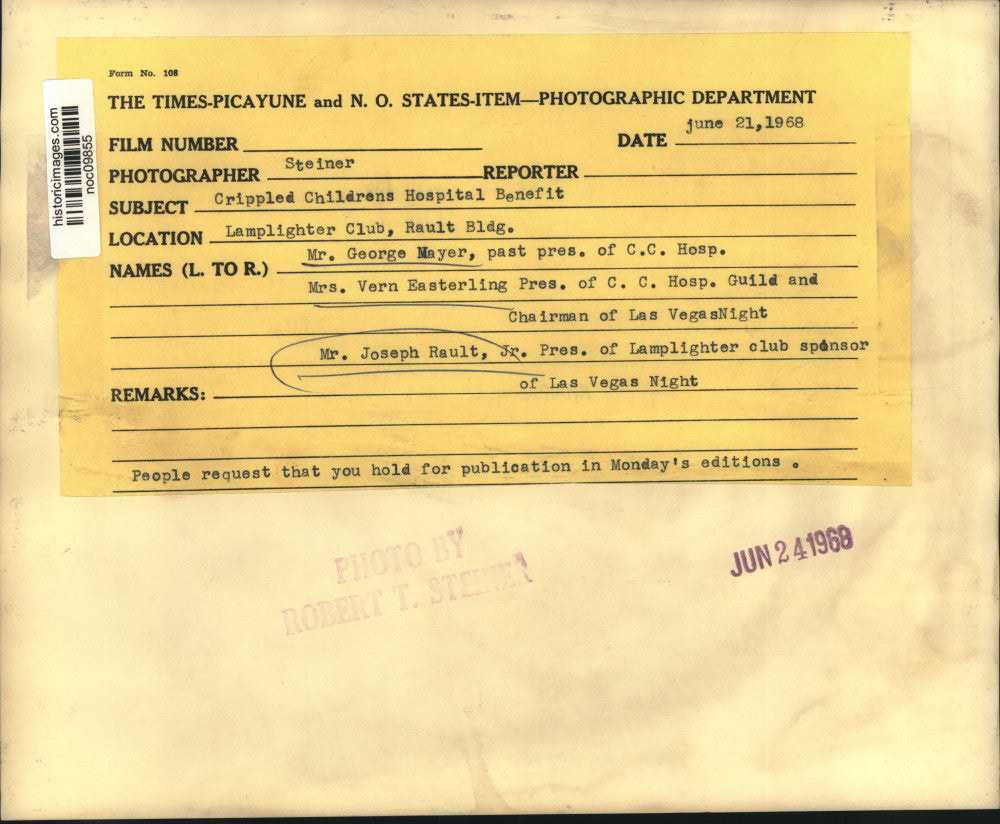 Form No. 108
THE TIMES-PICAYUNE and N. O. STATES-ITEM—PHOTOGRAPHIC DEPARTMENT
FILM NUMBER
DATE june 21,1968
PHOTOGRAPHER Steiner REPORTER
SUBJECT Crippled Childrens Hospital Benefit
LOCATION Lamplighter Club, Rault Bldg.
NAMES (L. TO R.) Mr. George Mayer, past pres. of C.C. Hosp.
Mrs. Vern Easterling Pres. of C. C. Hosp. Guild and
Chairman of Las VegasNight
Mr. Joseph Rault, Jr. Pres. of Lamplighter club sponsor
of Las Vegas Night
REMARKS:
People request that you hold for publication in Monday's editions .
historicimages.com
noc09855
PHOTO BY
ROBERT T. STEINER
JUN 24 1968